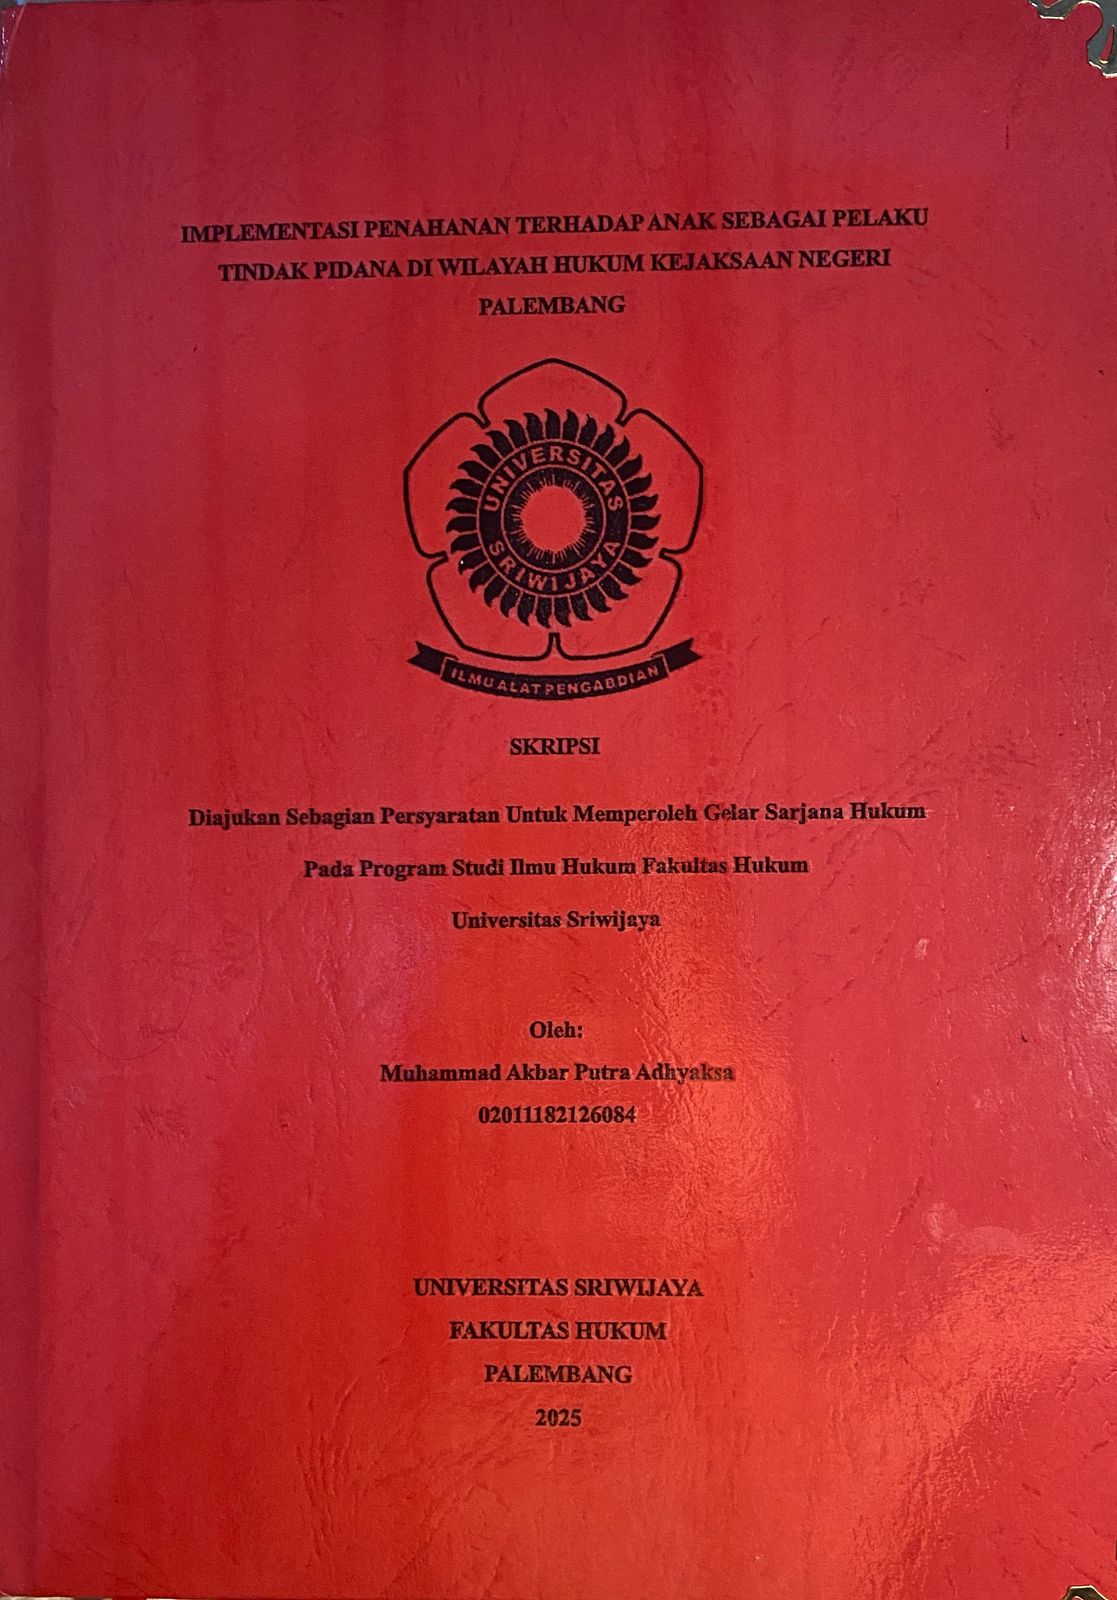 IMPLEMENTASI PENAHANAN TERHADAP ANAK SEBAGAI PELAKU
TINDAK PIDANA DI WILAYAH HUKUM KEJAKSAAN NEGERI
PALEMBANG
UNIVERSITAS
SRIWIJAYA
ILMU ALAT PENGABDIAN
SKRIPSI
Diajukan Sebagian Persyaratan Untuk Memperoleh Gelar Sarjana Hukum
Pada Program Studi Ilmu Hukum Fakultas Hukum
Universitas Sriwijaya
Oleh:
Muhammad Akbar Putra Adhyaksa
02011182126084
UNIVERSITAS SRIWIJAYA
FAKULTAS HUKUM
PALEMBANG
2025